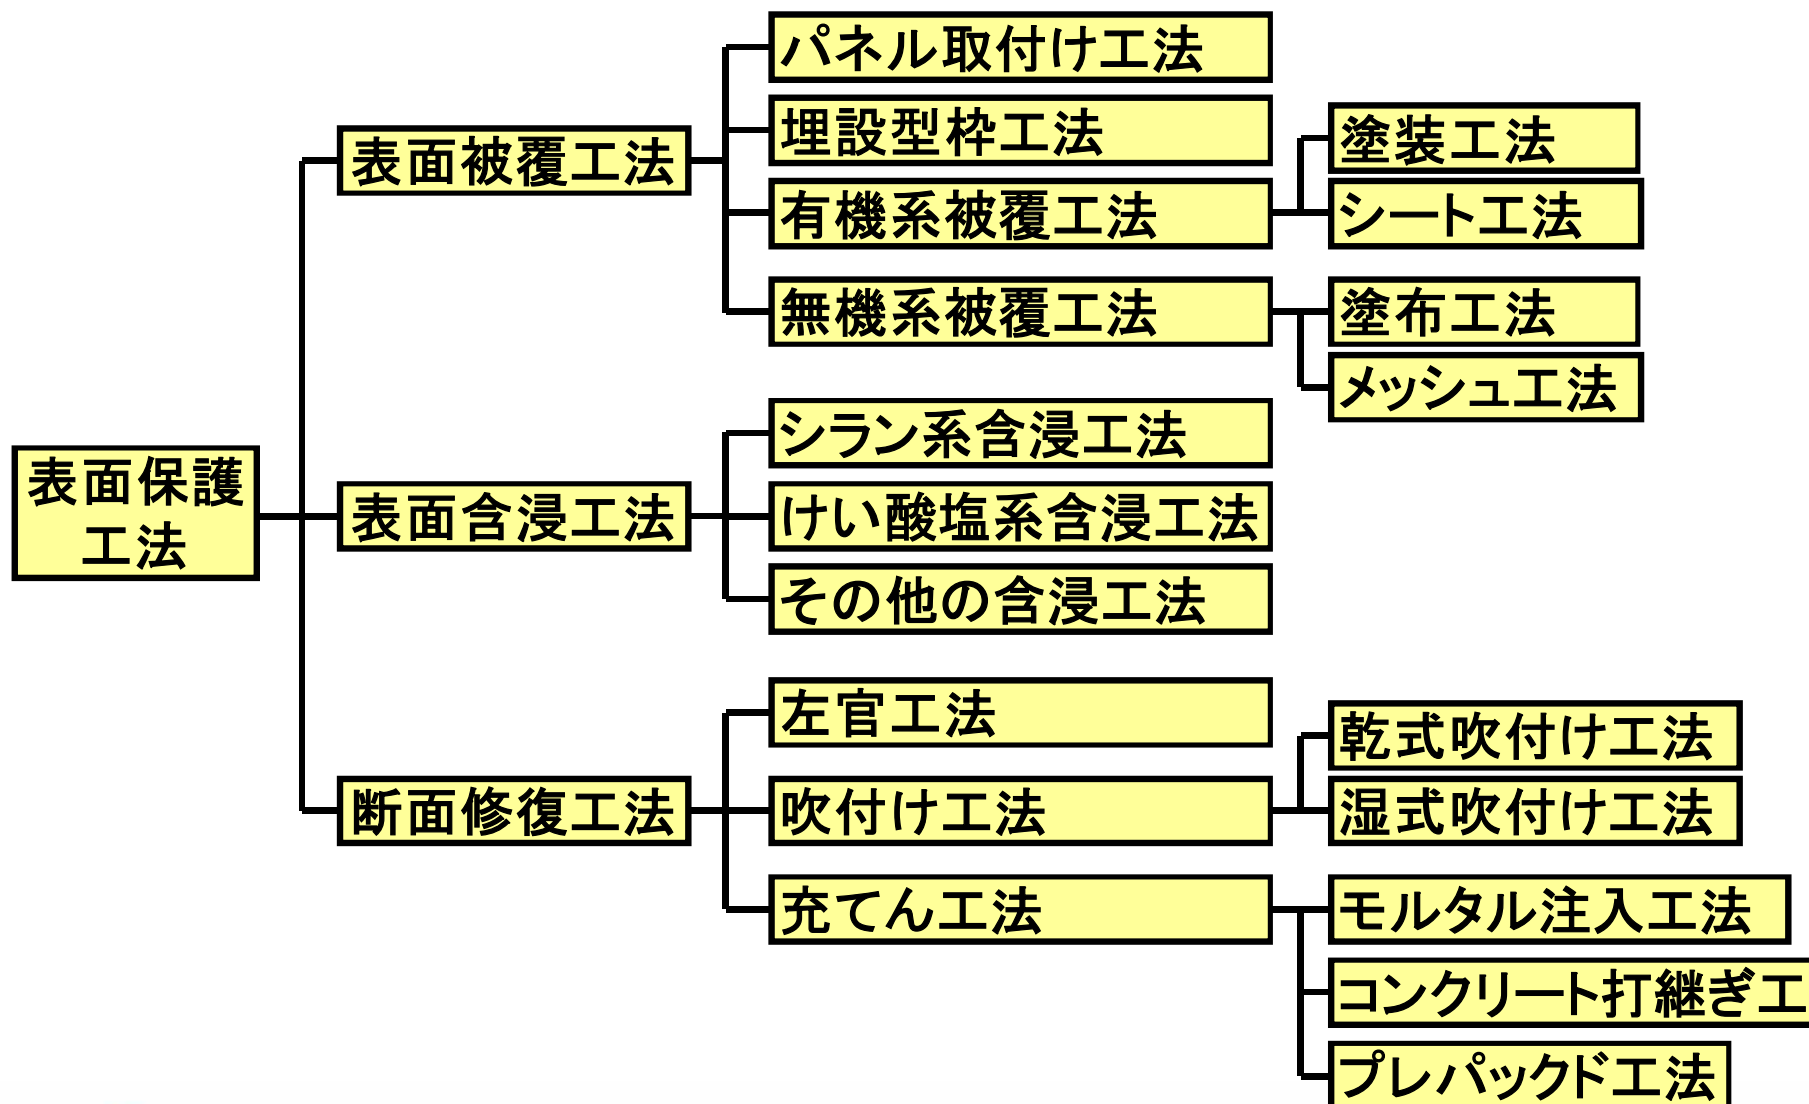 表面保護
工法
表面被覆工法
パネル取付け工法
埋設型枠工法
有機系被覆工法
塗装工法
シート工法
無機系被覆工法
塗布工法
メッシュ工法
表面含浸工法
シラン系含浸工法
けい酸塩系含浸工法
その他の含浸工法
断面修復工法
左官工法
吹付け工法
乾式吹付け工法
湿式吹付け工法
充てん工法
モルタル注入工法
コンクリート打継ぎ工
プレパックド工法